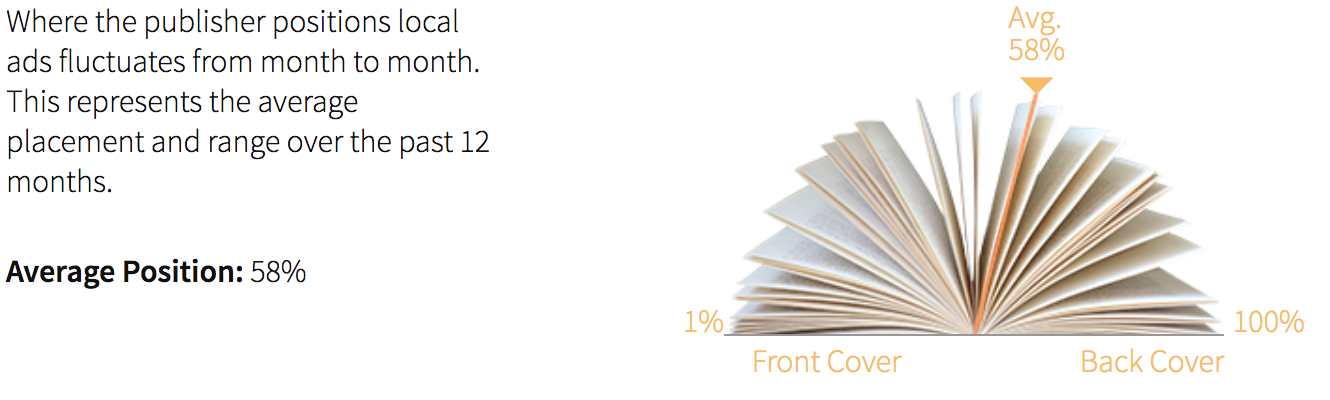 Where the publisher positions local
ads fluctuates from month to month.
This represents the average
placement and range over the past 12
months.
Average Position: 58%
Avg.
58%
1%
100%
Front Cover
Back Cover